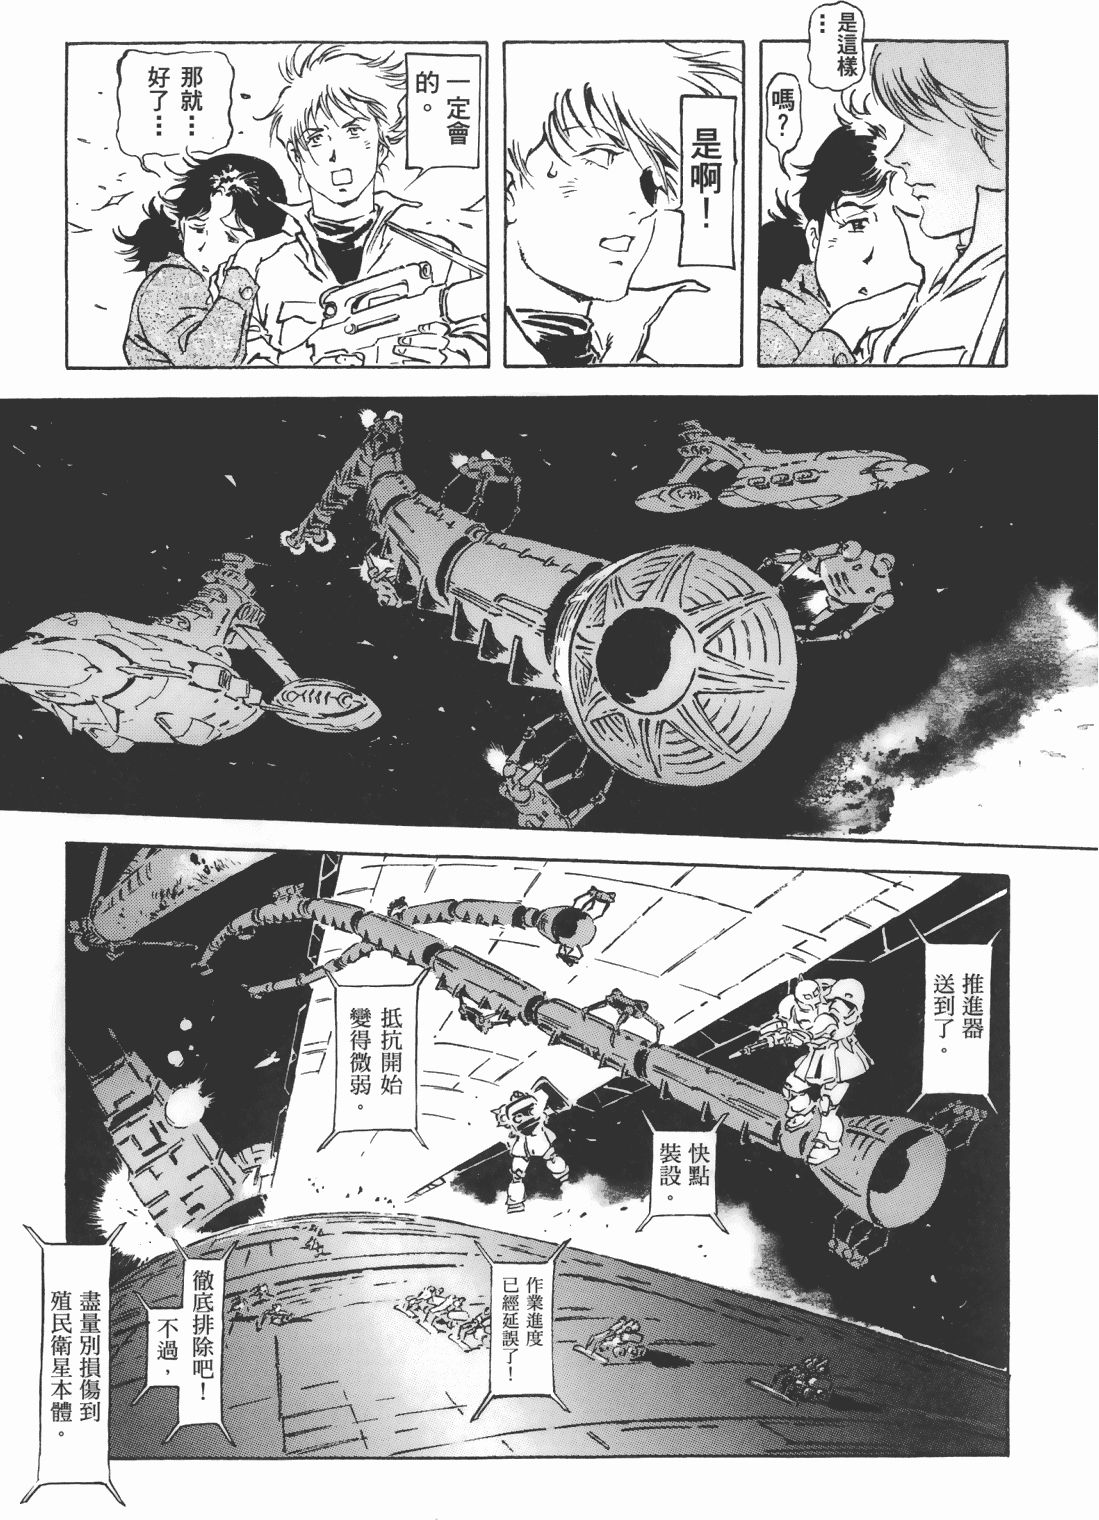 是這樣
⋯
嗎？
是啊！
一定會
的。
那就⋯
好了⋯
推進器
送到了。
快點
裝設。
抵抗開始
變得微弱。
作業進度
已經延誤了！
徹底排除吧！
不過，
盡量別損傷到
殖民衛星本體。